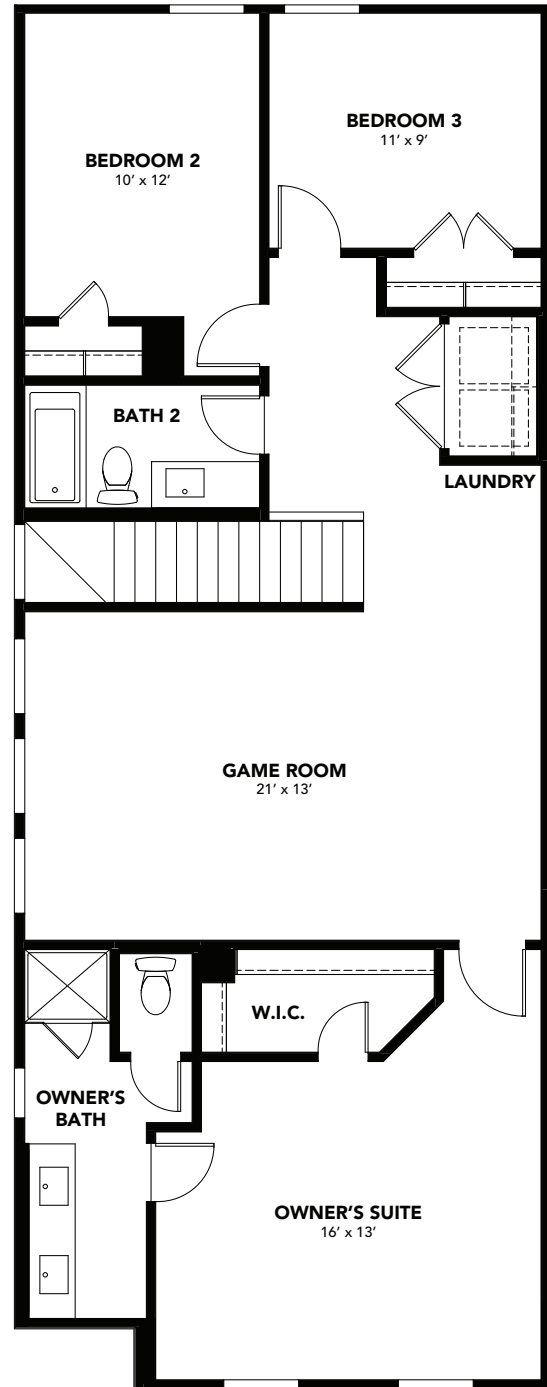 BEDROOM 2
10’ x 12’
BEDROOM 3
11’ x 9’
BATH 2
LAUNDRY
GAME ROOM
21’ x 13’
W.I.C.
OWNER’S
BATH
OWNER’S SUITE
16’ x 13’